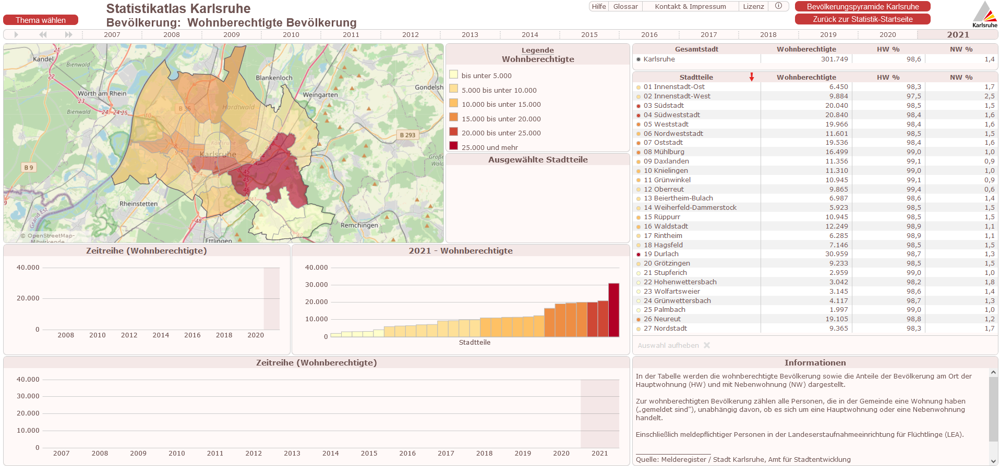 Statistikatlas Karlsruhe
Bevölkerung:  Wohnberechtigte Bevölkerung
Thema wählen
Hilfe
Glossar
Kontakt & Impressum
Lizenz
Bevölkerungspyramide Karlsruhe
Zurück zur Statistik-Startseite
Karlsruhe
2007 2008 2009 2010 2011 2012 2013 2014 2015 2016 2017 2018 2019 2020 2021
Kandel
21
Bienwald
22
Wörth am Rhein
23
Bienwald
24 24 25
10
B 36
Hardtwald
Blankenloch
Weingarten
Gondelsh
B 293
B 9
Karlsruhe
Karlsruhe
45
45
46
Rheinstetten
48
Grand Est
9
Remchingen
Ettlingen
42
© OpenStreetMap-
Mitwirkende
Legende
Wohnberechtigte
bis unter 5.000
5.000 bis unter 10.000
10.000 bis unter 15.000
15.000 bis unter 20.000
20.000 bis unter 25.000
25.000 und mehr
Ausgewählte Stadtteile
Gesamtstadt Wohnberechtigte HW % NW %
Karlsruhe 301.749 98,6 1,4
Stadtteile Wohnberechtigte HW % NW %
01 Innenstadt-Ost 6.450 98,3 1,7
02 Innenstadt-West 9.884 97,5 2,5
03 Südstadt 20.040 98,5 1,5
04 Südweststadt 20.840 98,4 1,6
05 Weststadt 19.966 98,4 1,6
06 Nordweststadt 11.601 98,5 1,5
07 Oststadt 19.536 98,4 1,6
08 Mühlburg 16.499 99,0 1,0
09 Daxlanden 11.356 99,1 0,9
10 Knielingen 11.310 99,0 1,0
11 Grünwinkel 10.945 99,1 0,9
12 Oberreut 9.865 99,4 0,6
13 Beiertheim-Bulach 6.987 98,6 1,4
14 Weiherfeld-Dammerstock 5.923 98,5 1,5
15 Rüppurr 10.945 98,5 1,5
16 Waldstadt 12.249 98,9 1,1
17 Rintheim 6.285 98,9 1,1
18 Hagsfeld 7.146 98,5 1,5
19 Durlach 30.959 98,7 1,3
20 Grötzingen 9.233 98,5 1,5
21 Stupferich 2.959 99,0 1,0
22 Hohenwettersbach 3.042 98,2 1,8
23 Wolfartsweier 3.145 98,6 1,4
24 Grünwettersbach 4.117 98,7 1,3
25 Palmbach 1.997 99,0 1,0
26 Neureut 19.105 98,8 1,2
27 Nordstadt 9.365 98,3 1,7
Auswahl aufheben
Zeitreihe (Wohnberechtigte)
40.000
20.000
0
2008 2010 2012 2014 2016 2018 2020
2021 - Wohnberechtigte
40.000
30.000
20.000
10.000
0
Stadtteile
Zeitreihe (Wohnberechtigte)
40.000
30.000
20.000
10.000
0
2007 2008 2009 2010 2011 2012 2013 2014 2015 2016 2017 2018 2019 2020 2021
Informationen
In der Tabelle werden die wohnberechtigte Bevölkerung sowie die Anteile der Bevölkerung am Ort der
Hauptwohnung (HW) und mit Nebenwohnung (NW) dargestellt.
Zur wohnberechtigten Bevölkerung zählen alle Personen, die in der Gemeinde eine Wohnung haben
(„gemeldet sind"), unabhängig davon, ob es sich um eine Hauptwohnung oder eine Nebenwohnung
handelt.
Einschließlich meldepflichtiger Personen in der Landeserstaufnahmeeinrichtung für Flüchtlinge (LEA).
Quelle: Melderegister / Stadt Karlsruhe, Amt für Stadtentwicklung